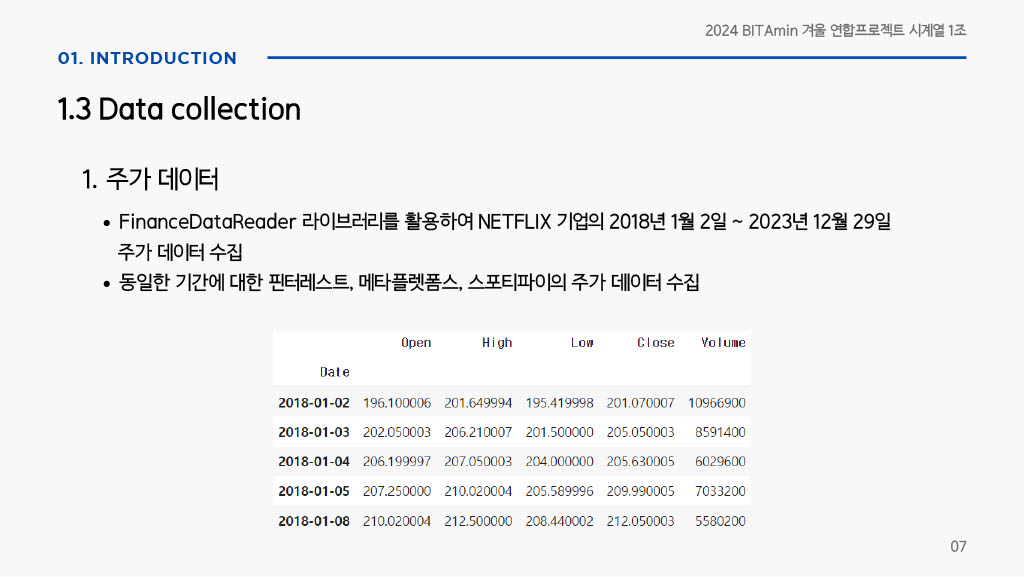 2024 BITAmin 겨울 연합프로젝트 시계열 1조
01. INTRODUCTION
1.3 Data collection
1. 주가 데이터
• FinanceDataReader 라이브러리를 활용하여 NETFLIX 기업의 2018년 1월 2일 ~ 2023년 12월 29일
주가 데이터 수집
• 동일한 기간에 대한 핀터레스트, 메타플렛폼스, 스포티파이의 주가 데이터 수집
Open High Low Close Volume
Date
2018-01-02 196.100006 201.649994 195.419998 201.070007 10966900
2018-01-03 202.050003 206.210007 201.500000 205.050003 8591400
2018-01-04 206.199997 207.050003 204.000000 205.630005 6029600
2018-01-05 207.250000 210.020004 205.589996 209.990005 7033200
2018-01-08 210.020004 212.500000 208.440002 212.050003 5580200
07